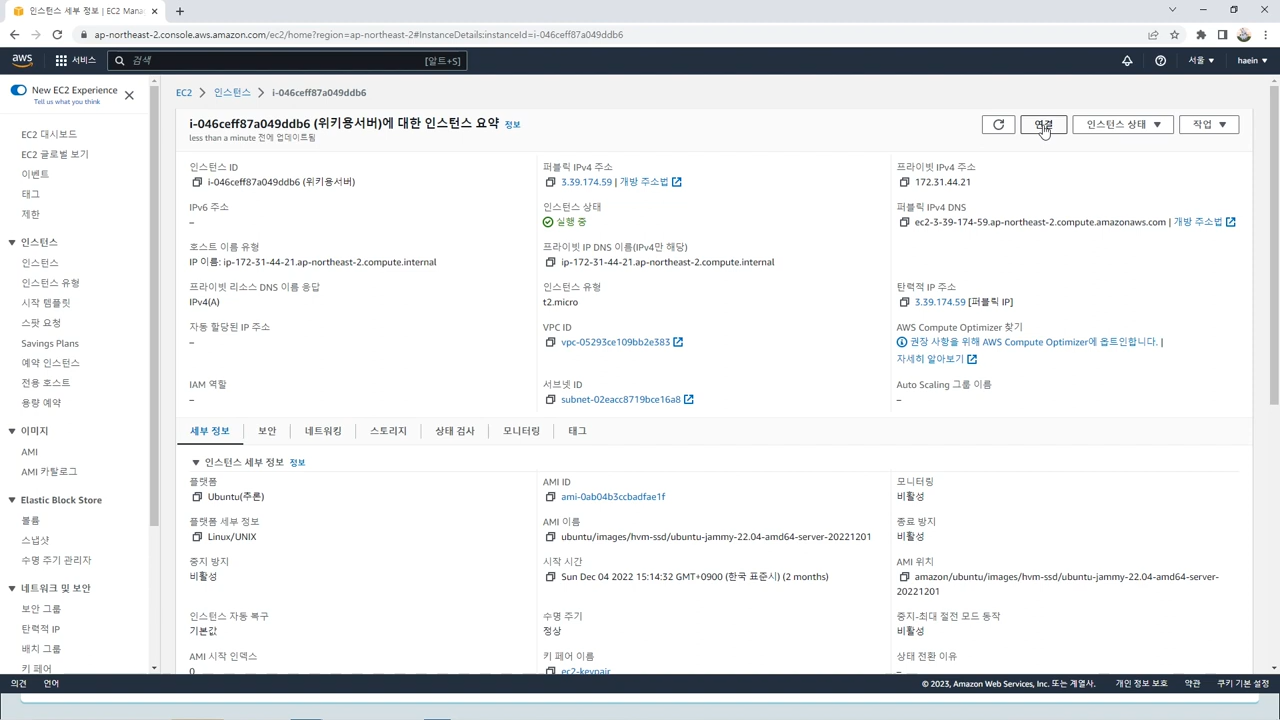 인스턴스 세부 정보 | EC2 Mana
ap-northeast-2.console.aws.amazon.com/ec2/home?region=ap-northeast-2#InstanceDetails:instanceId=i-046ceff87a049ddb6
aws
서비스
검색
[알트+S]
서울
haein
New EC2 Experience
Tell us what you think
EC2 대시보드
EC2 글로벌 보기
이벤트
태그
제한
인스턴스
인스턴스
인스턴스 유형
시작 템플릿
스팟 요청
Savings Plans
예약 인스턴스
전용 호스트
용량 예약
이미지
AMI
AMI 카탈로그
Elastic Block Store
볼륨
스냅샷
수명 주기 관리자
네트워크 및 보안
보안 그룹
탄력적 IP
배치 그룹
키 페어
EC2 > 인스턴스 > i-046ceff87a049ddb6
i-046ceff87a049ddb6 (위키용서버)에 대한 인스턴스 요약 정보
less than a minute 전에 업데이트됨
연결
인스턴스 상태
작업
인스턴스 ID
i-046ceff87a049ddb6 (위키용서버)
퍼블릭 IPv4 주소
3.39.174.59 | 개방 주소법
프라이빗 IPv4 주소
172.31.44.21
IPv6 주소
–
인스턴스 상태
실행 중
퍼블릭 IPv4 DNS
ec2-3-39-174-59.ap-northeast-2.compute.amazonaws.com | 개방 주소법
호스트 이름 유형
IP 이름: ip-172-31-44-21.ap-northeast-2.compute.internal
프라이빗 IP DNS 이름(IPv4만 해당)
ip-172-31-44-21.ap-northeast-2.compute.internal
프라이빗 리소스 DNS 이름 응답
IPv4(A)
인스턴스 유형
t2.micro
탄력적 IP 주소
3.39.174.59 [퍼블릭 IP]
자동 할당된 IP 주소
–
VPC ID
vpc-05293ce109bb2e383
AWS Compute Optimizer 찾기
권장 사항을 위해 AWS Compute Optimizer에 옵트인합니다. |
자세히 알아보기
IAM 역할
–
서브넷 ID
subnet-02eacc8719bce16a8
Auto Scaling 그룹 이름
–
세부 정보
보안
네트워킹
스토리지
상태 검사
모니터링
태그
인스턴스 세부 정보 정보
플랫폼
Ubuntu(추론)
AMI ID
ami-0ab04b3ccbadfae1f
모니터링
비활성
플랫폼 세부 정보
Linux/UNIX
AMI 이름
ubuntu/images/hvm-ssd/ubuntu-jammy-22.04-amd64-server-20221201
종료 방지
비활성
중지 방지
비활성
시작 시간
Sun Dec 04 2022 15:14:32 GMT+0900 (한국 표준시) (2 months)
AMI 위치
amazon/ubuntu/images/hvm-ssd/ubuntu-jammy-22.04-amd64-server-
20221201
인스턴스 자동 복구
기본값
수명 주기
정상
중지-최대 절전 모드 동작
비활성
AMI 시작 인덱스
0
키 페어 이름
ec2-keypair
상태 전환 이유
–
의견
언어
© 2023, Amazon Web Services, Inc. 또는 계열사.
개인 정보 보호
약관
쿠키 기본 설정